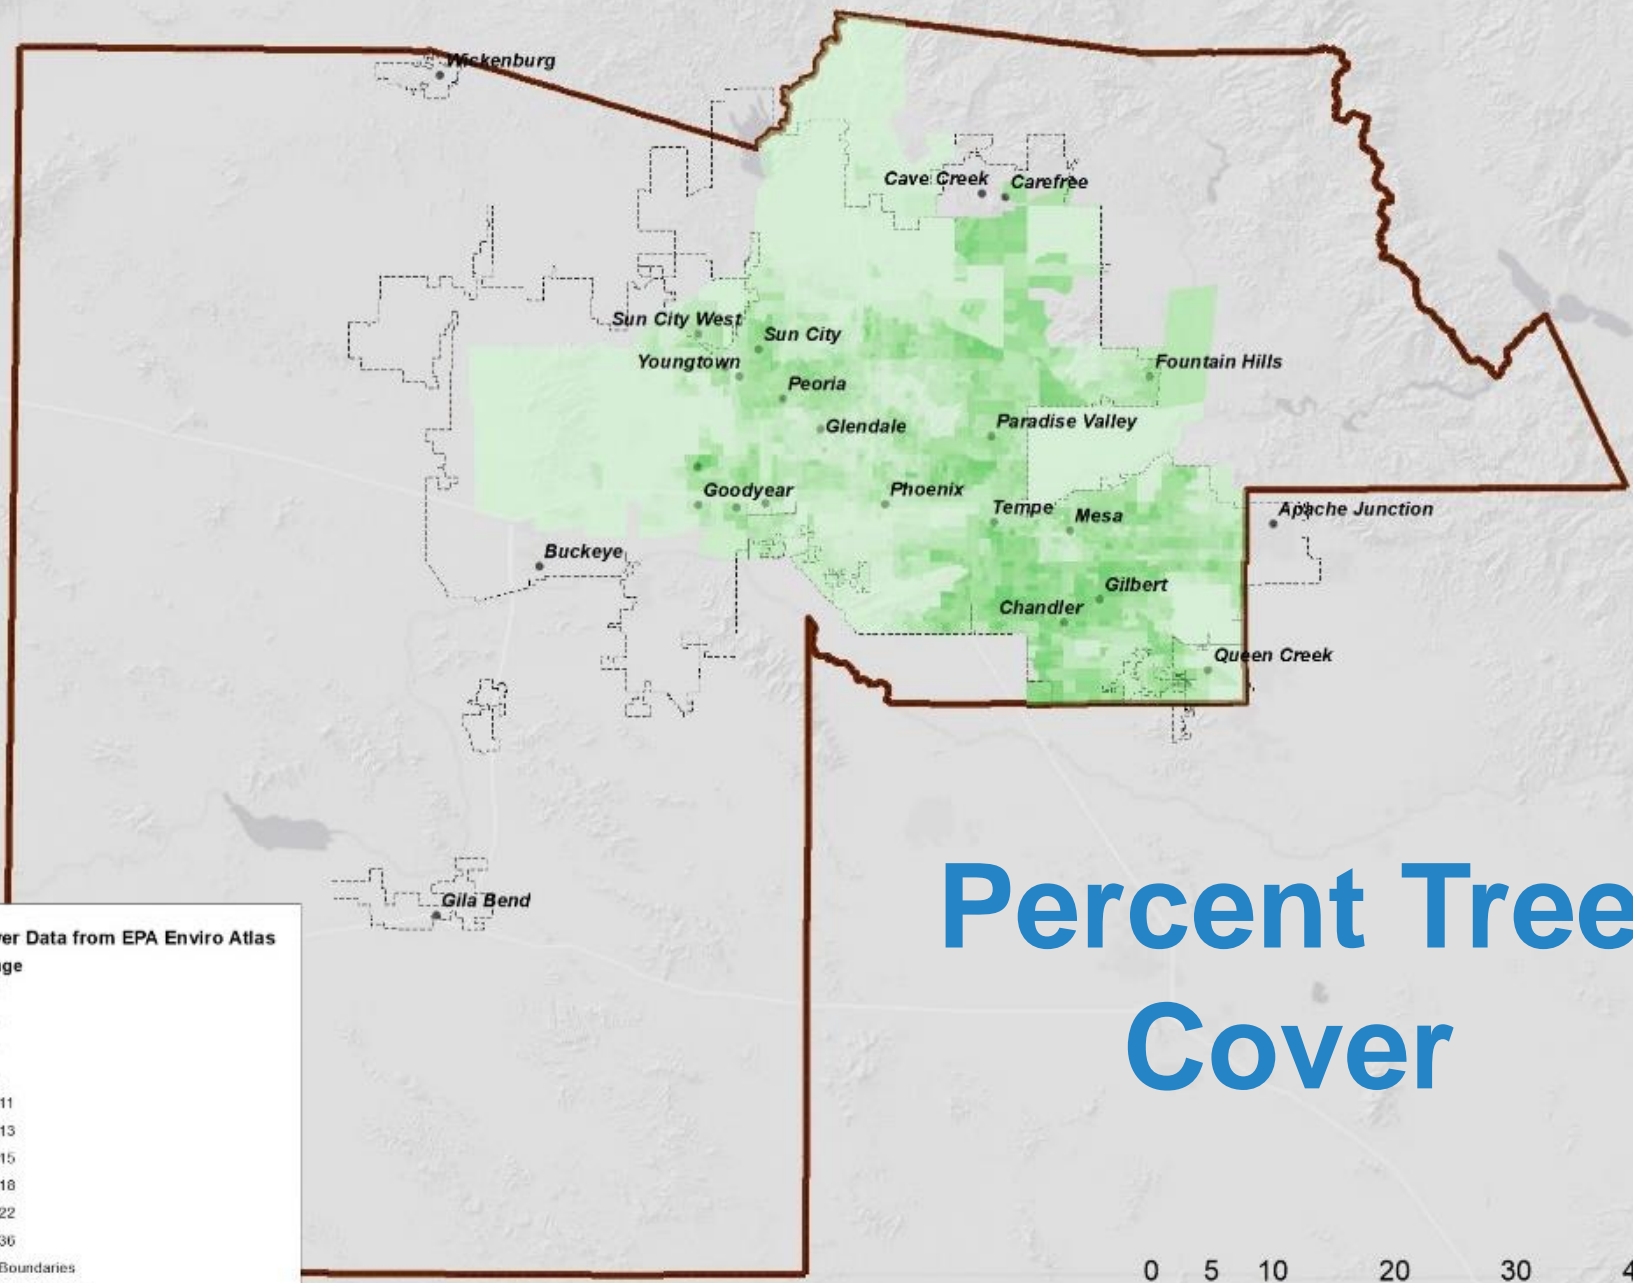 Wickenburg
Cave Creek
Carefree
Sun City West
Sun City
Youngtown
Peoria
Fountain Hills
Glendale
Paradise Valley
Goodyear
Phoenix
Tempe
Mesa
Apache Junction
Buckeye
Gilbert
Chandler
Queen Creek
Gila Bend
Percent Tree
Cover
Data from EPA Enviro Atlas
11
13
15
18
22
36
Boundaries
0 5 10 20 30